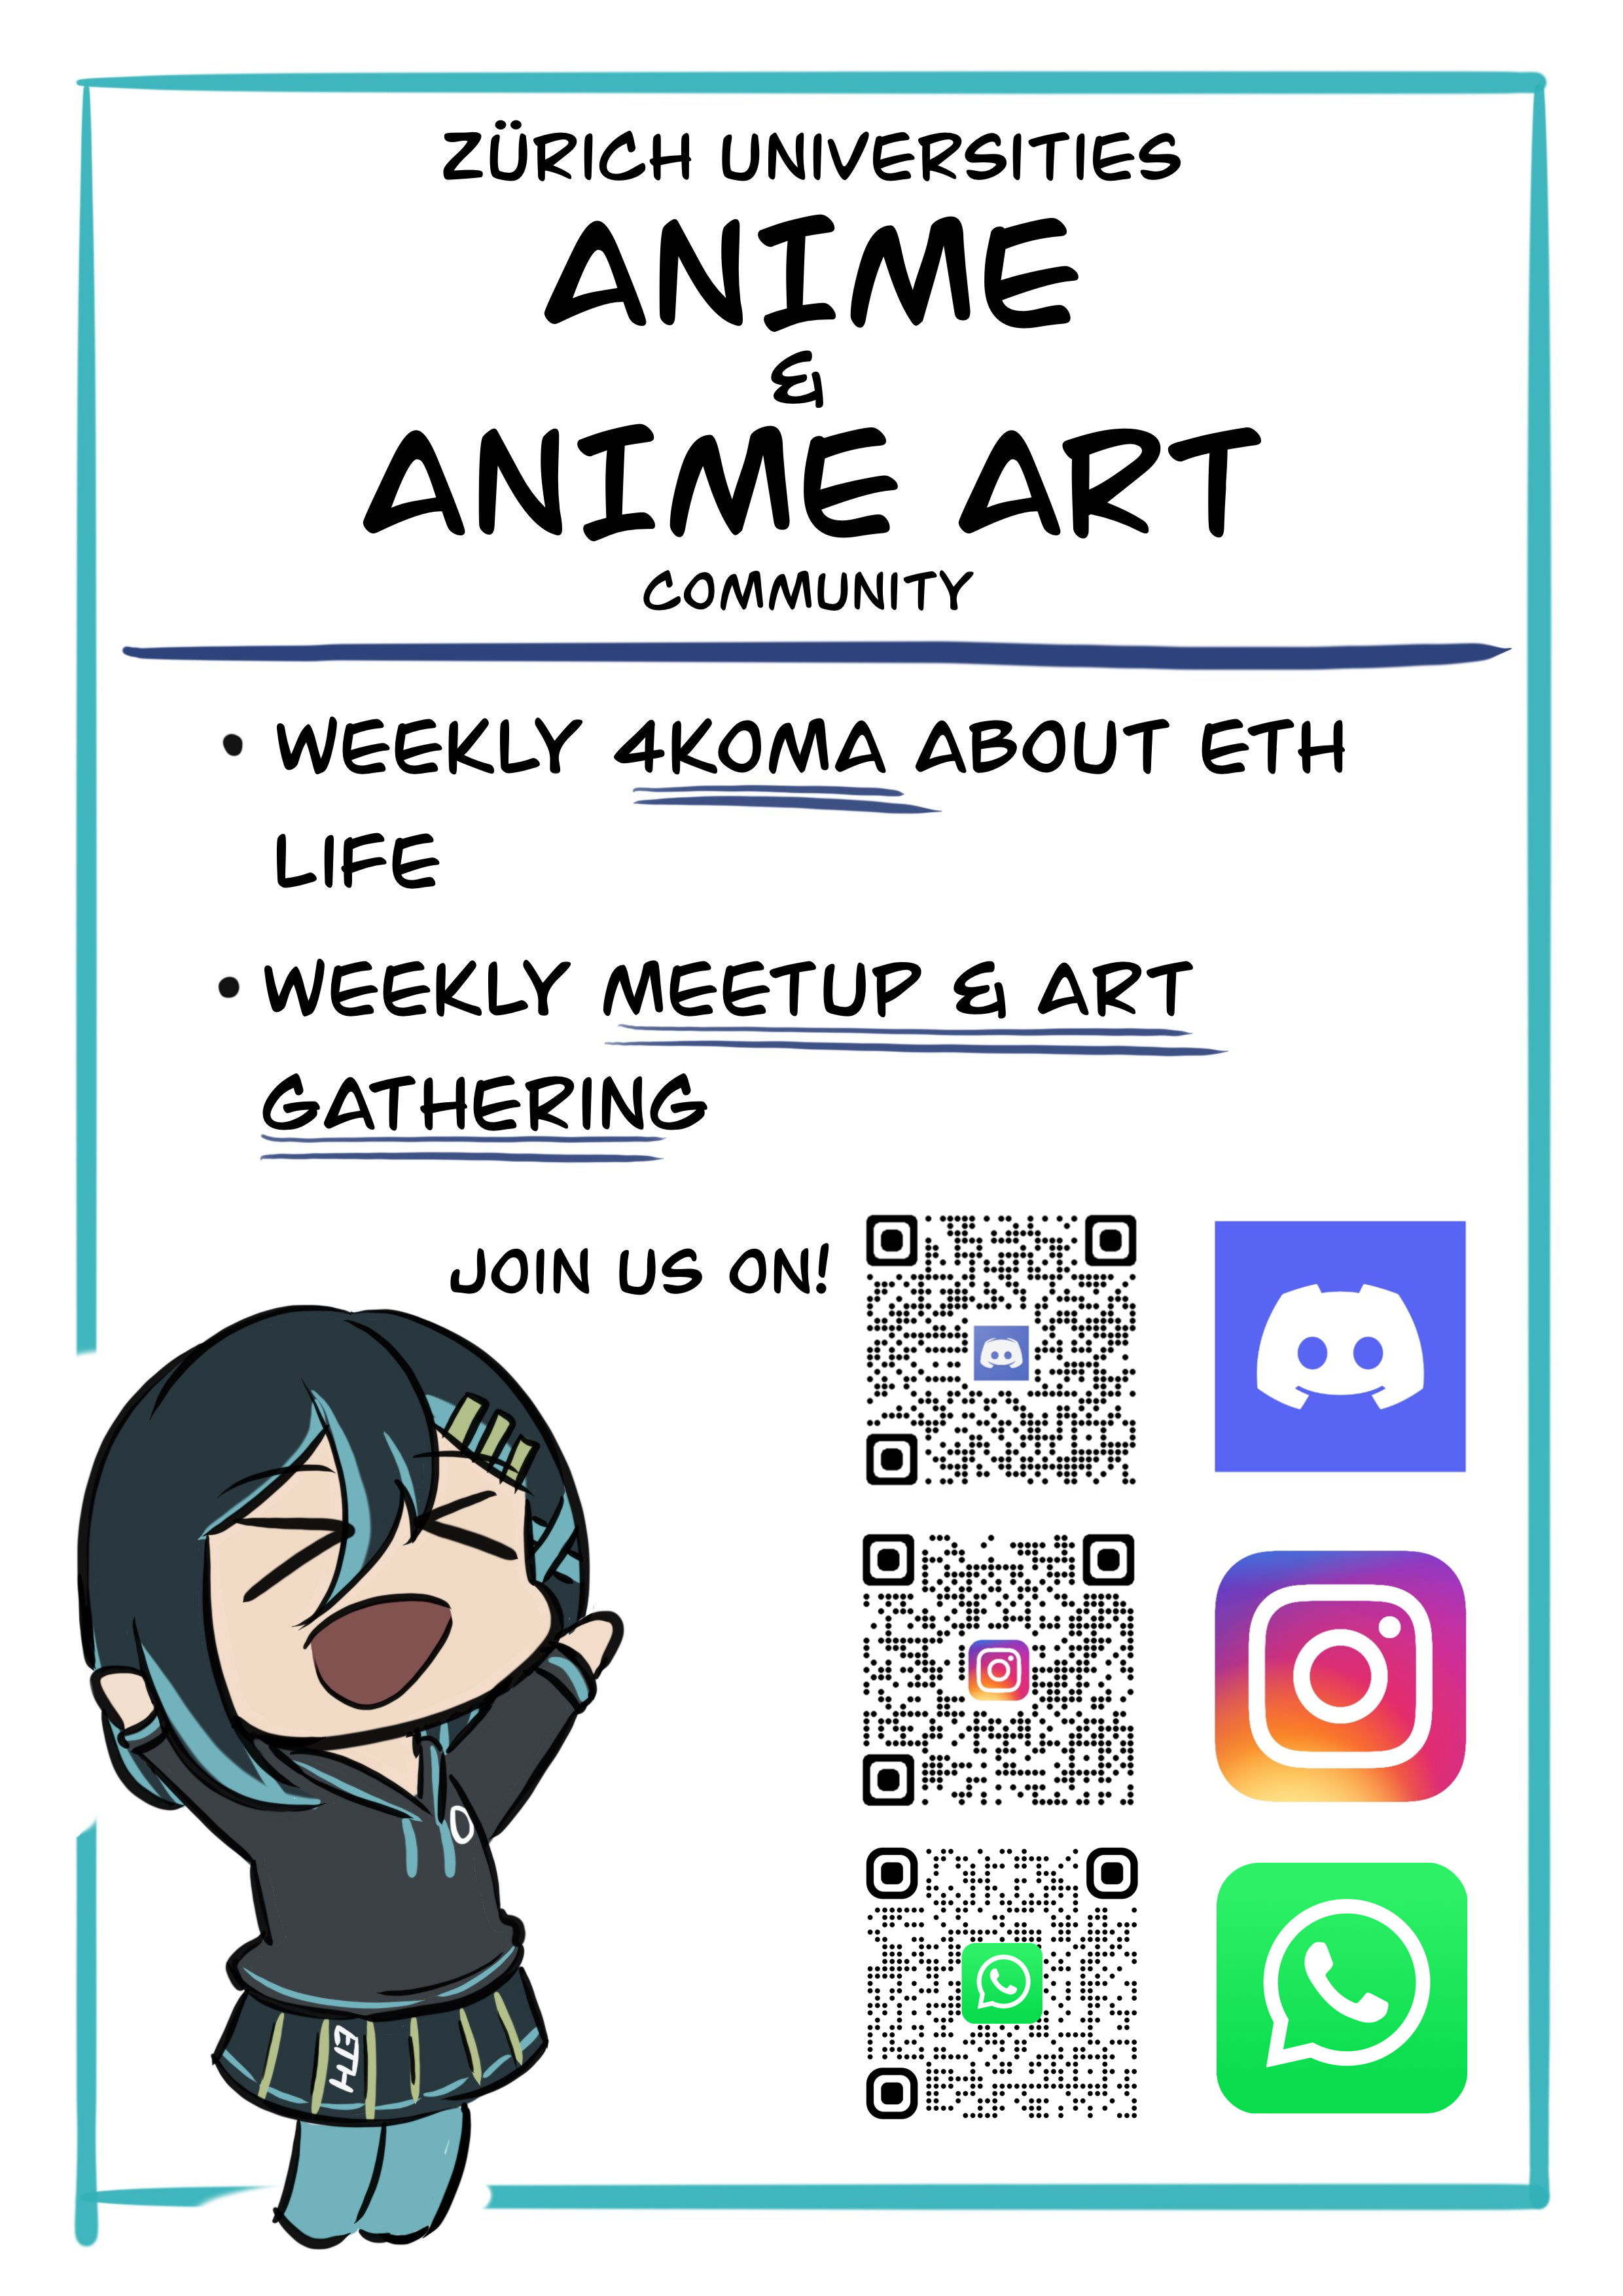 ZÜRICH UNIVERSITIES
ANIME
&
ANIME ART
COMMUNITY
• WEEKLY 4KOMA ABOUT ETH
LIFE
• WEEKLY MEETUP & ART
GATHERING
JOIN US ON!
ETH